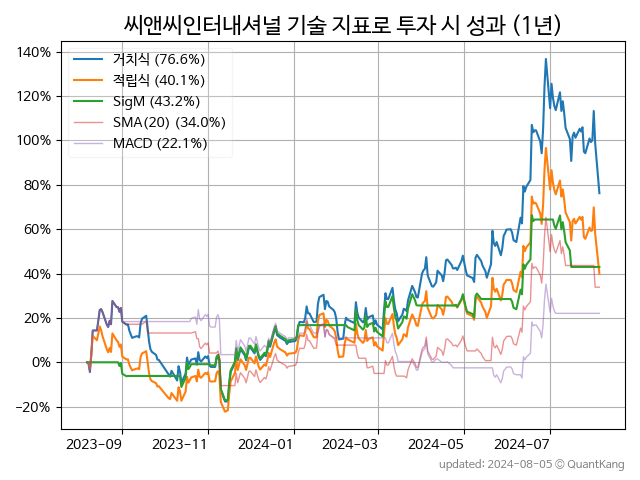 씨앤씨인터내셔널 기술 지표로 투자 시 성과 (1년)
140%
120%
100%
80%
60%
40%
20%
0%
−20%
거치식 (76.6%)
적립식 (40.1%)
SigM (43.2%)
SMA(20) (34.0%)
MACD (22.1%)
2023-09 2023-11 2024-01 2024-03 2024-05 2024-07
updated: 2024-08-05 © QuantKang